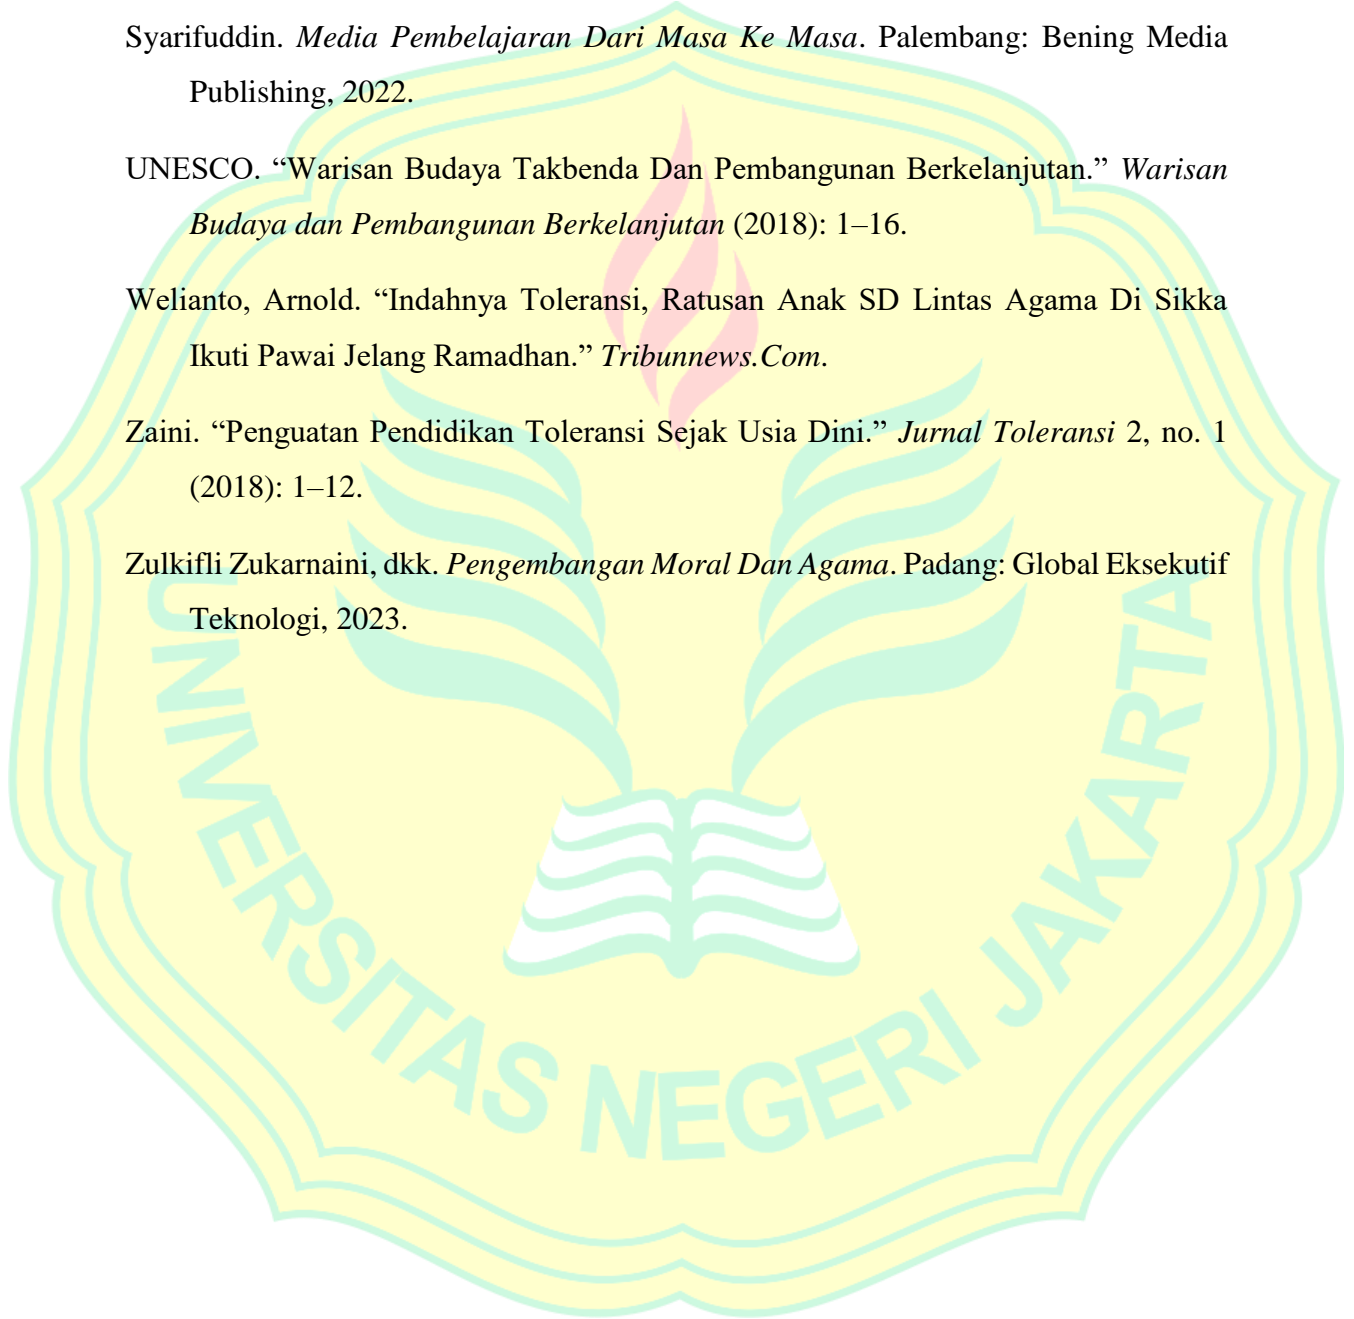 Syarifuddin. Media Pembelajaran Dari Masa Ke Masa. Palembang: Bening Media
Publishing, 2022.
UNESCO. “Warisan Budaya Takbenda Dan Pembangunan Berkelanjutan.” Warisan
Budaya dan Pembangunan Berkelanjutan (2018): 1–16.
Welianto, Arnold. “Indahnya Toleransi, Ratusan Anak SD Lintas Agama Di Sikka
Ikuti Pawai Jelang Ramadhan.” Tribunnews.Com.
Zaini. “Penguatan Pendidikan Toleransi Sejak Usia Dini.” Jurnal Toleransi 2, no. 1
(2018): 1–12.
Zulkifli Zukarnaini, dkk. Pengembangan Moral Dan Agama. Padang: Global Eksekutif
Teknologi, 2023.
UNIVERSITAS NEGERI JAKARTA